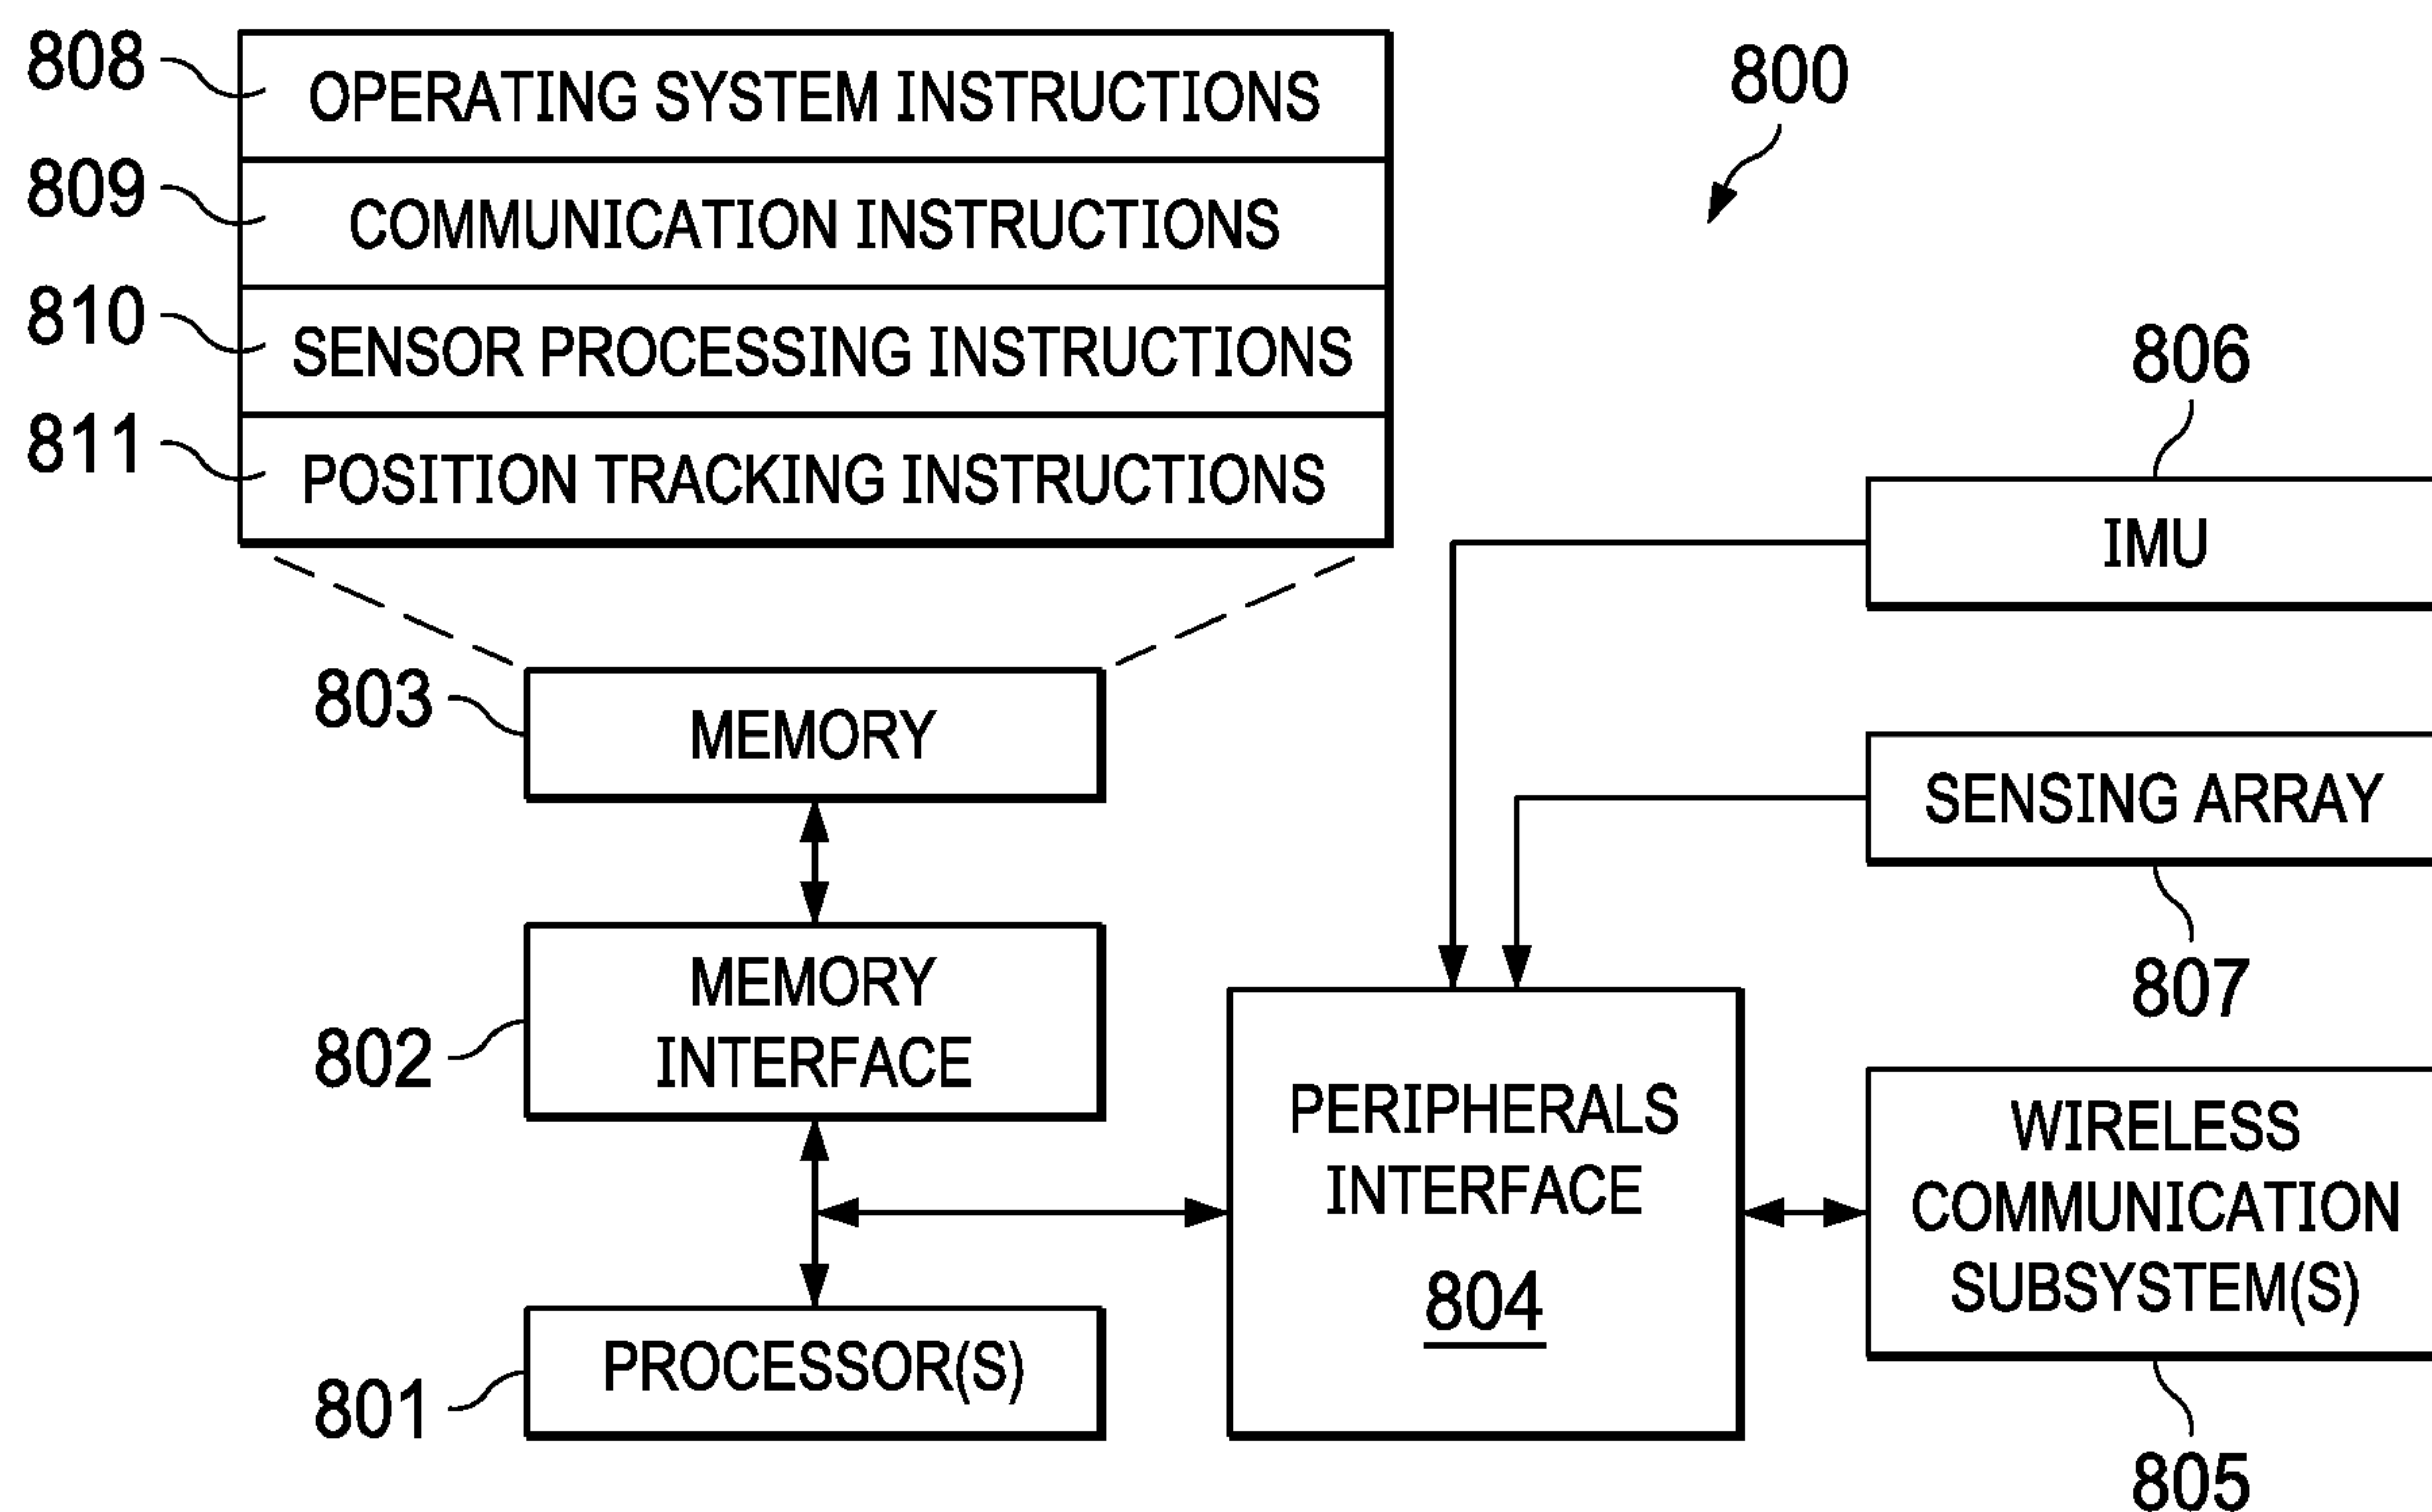 808
OPERATING SYSTEM INSTRUCTIONS
800
809
COMMUNICATION INSTRUCTIONS
810
SENSOR PROCESSING INSTRUCTIONS
806
811
POSITION TRACKING INSTRUCTIONS
IMU
803
MEMORY
SENSING ARRAY
807
802
MEMORY
INTERFACE
PERIPHERALS
INTERFACE
804
WIRELESS
COMMUNICATION
SUBSYSTEM(S)
801
PROCESSOR(S)
805